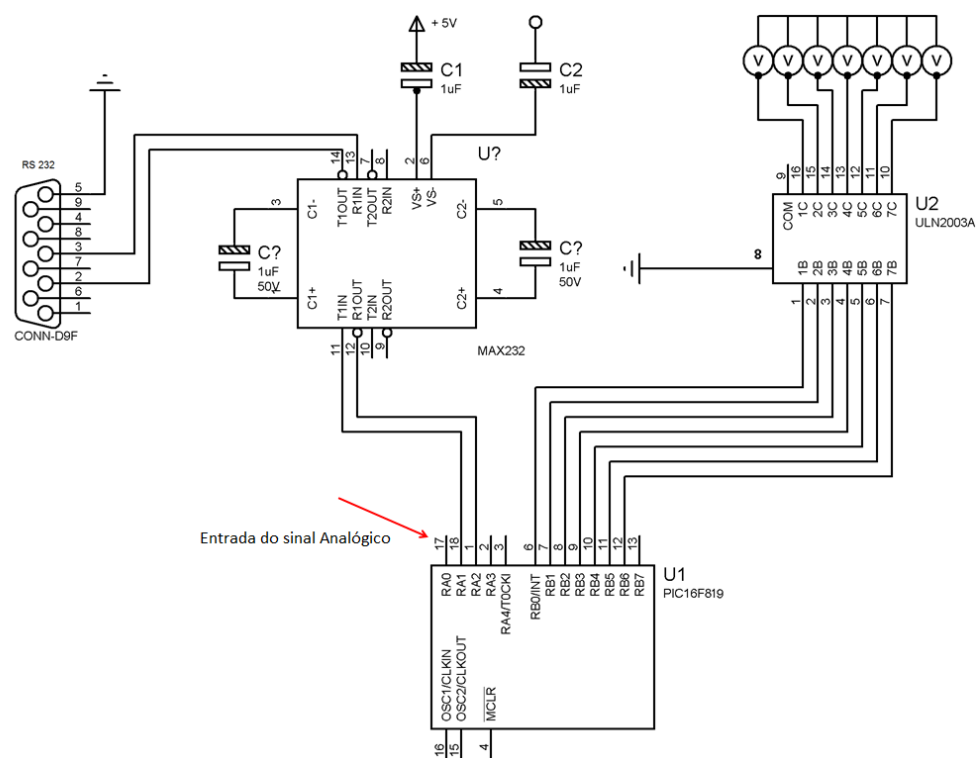 + 5V
C1
1uF
C2
1uF
V V V V V V V
RS 232
5
9
4
8
3
7
2
6
1
CONN-D9F
14
13
7
8
2
6
U?
T1OUT
R1IN
T2OUT
R2IN
VS+
VS-
3
C1-
C2-
5
C?
1uF
50V
C?
1uF
50V
C1+
C2+
4
T1IN
R1OUT
T2IN
R2OUT
11
12
10
9
MAX232
9
16
15
14
13
12
11
10
COM
1C
2C
3C
4C
5C
6C
7C
U2
ULN2003A
8
1B
2B
3B
4B
5B
6B
7B
1
2
3
4
5
6
7
Entrada do sinal Analógico
17
18
1
2
3
6
7
8
9
10
11
12
13
RA0
RA1
RA2
RA3
RA4/T0CKI
RB0/INT
RB1
RB2
RB3
RB4
RB5
RB6
RB7
U1
PIC16F819
OSC1/CLKIN
OSC2/CLKOUT
MCLR
16
15
4